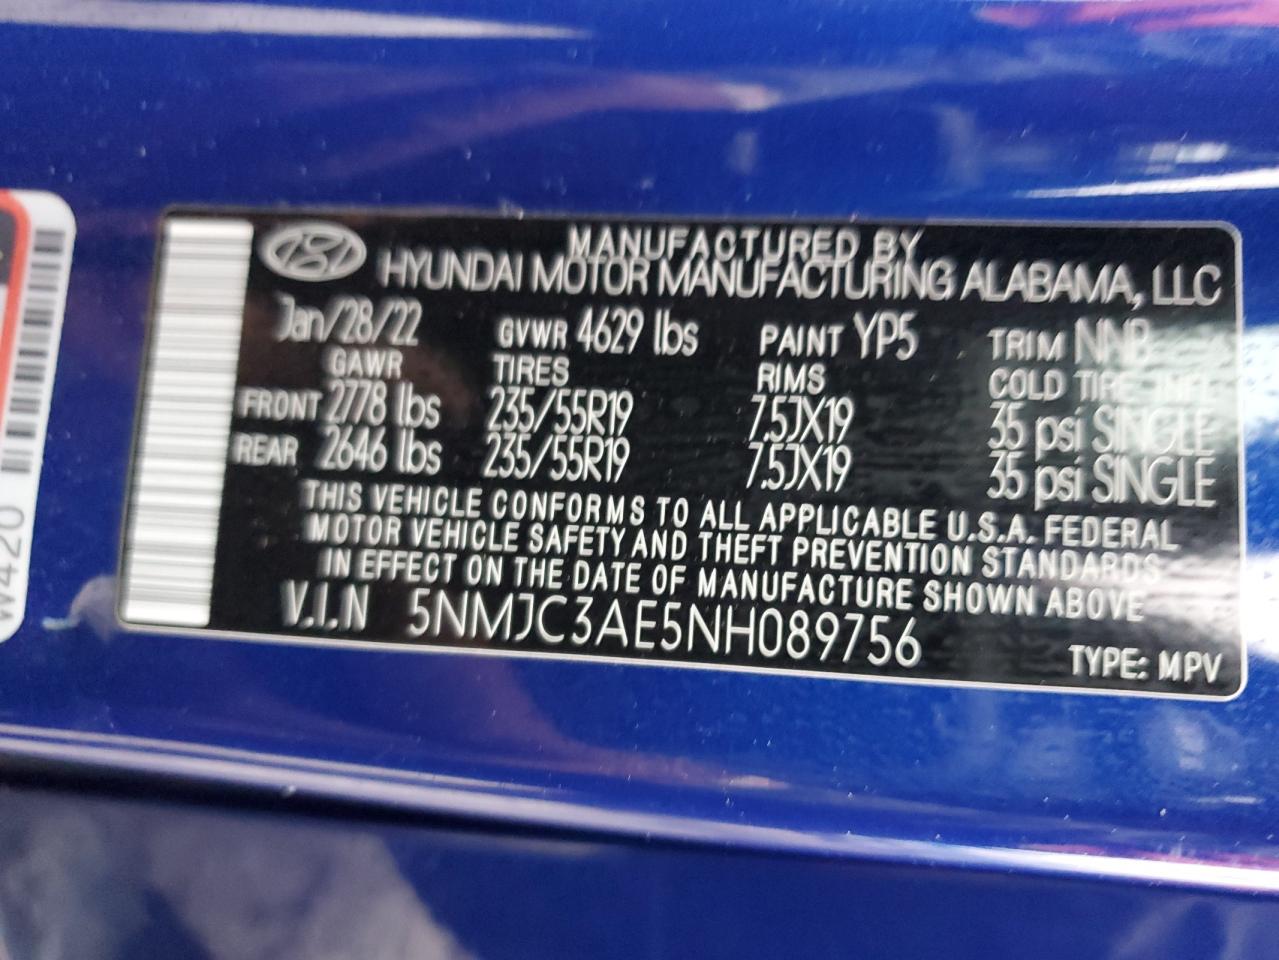 MANUFACTURED BY
HYUNDAI MOTOR MANUFACTURING ALABAMA, LLC
Jan/28/22 GVWR 4629 lbs PAINT YP5 TRIM NNB
GAWR TIRES RIMS COLD TIRE INFL
FRONT 2778 lbs 235/55R19 7.5JX19 35 psi SINGLE
REAR 2646 lbs 235/55R19 7.5JX19 35 psi SINGLE
THIS VEHICLE CONFORMS TO ALL APPLICABLE U.S.A. FEDERAL
MOTOR VEHICLE SAFETY AND THEFT PREVENTION STANDARDS
IN EFFECT ON THE DATE OF MANUFACTURE SHOWN ABOVE
V.I.N 5NMJC3AE5NH089756
TYPE: MPV
W420